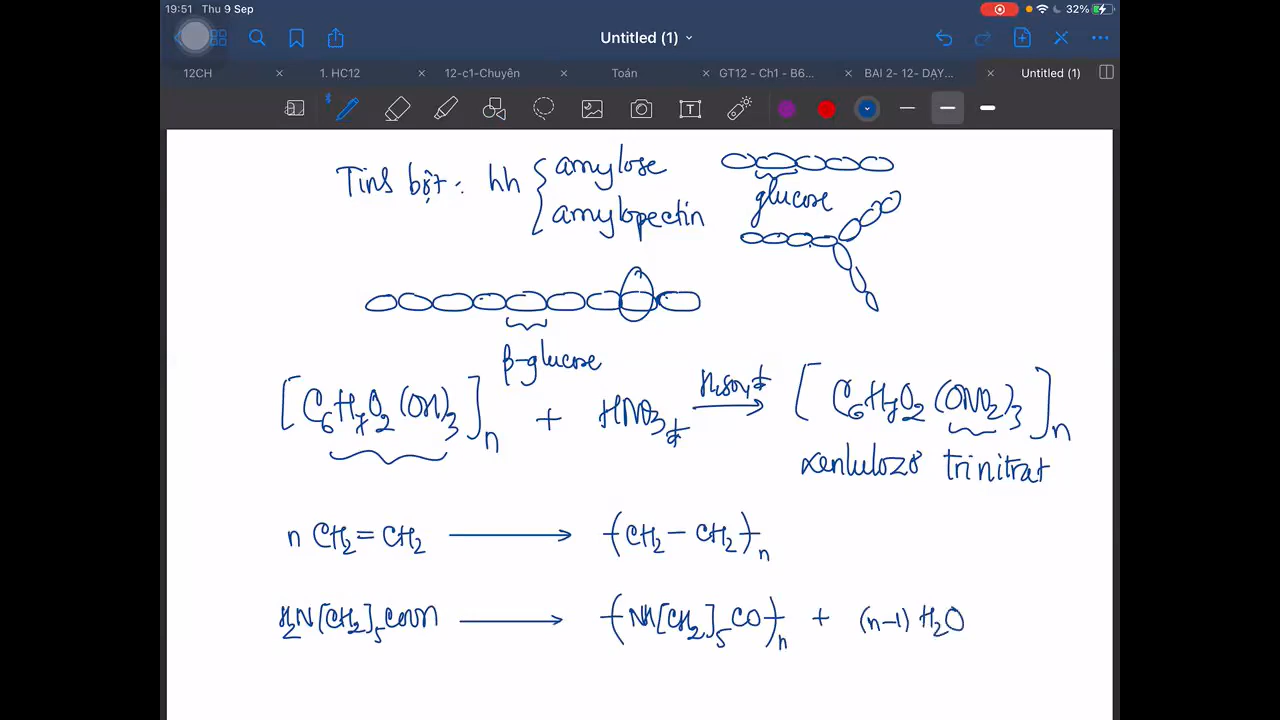 19:51 Thu 9 Sep
32%
Untitled (1)
12CH
1. HC12
12-c1-Chuyên
Toán
GT12 - Ch1 - B6...
BAI 2- 12- DẠY...
Untitled (1)
Tinh bột: hh { amylose
amylopectin
glucose
β-glucose
[C6H7O2(OH)3]n + HNO3đ H2SO4đ → [C6H7O2(ONO2)3]n
xenlulozơ trinitrat
n CH2=CH2 → (CH2-CH2)n
H2N[CH2]5COOH → (NH[CH2]5CO)n + (n-1) H2O